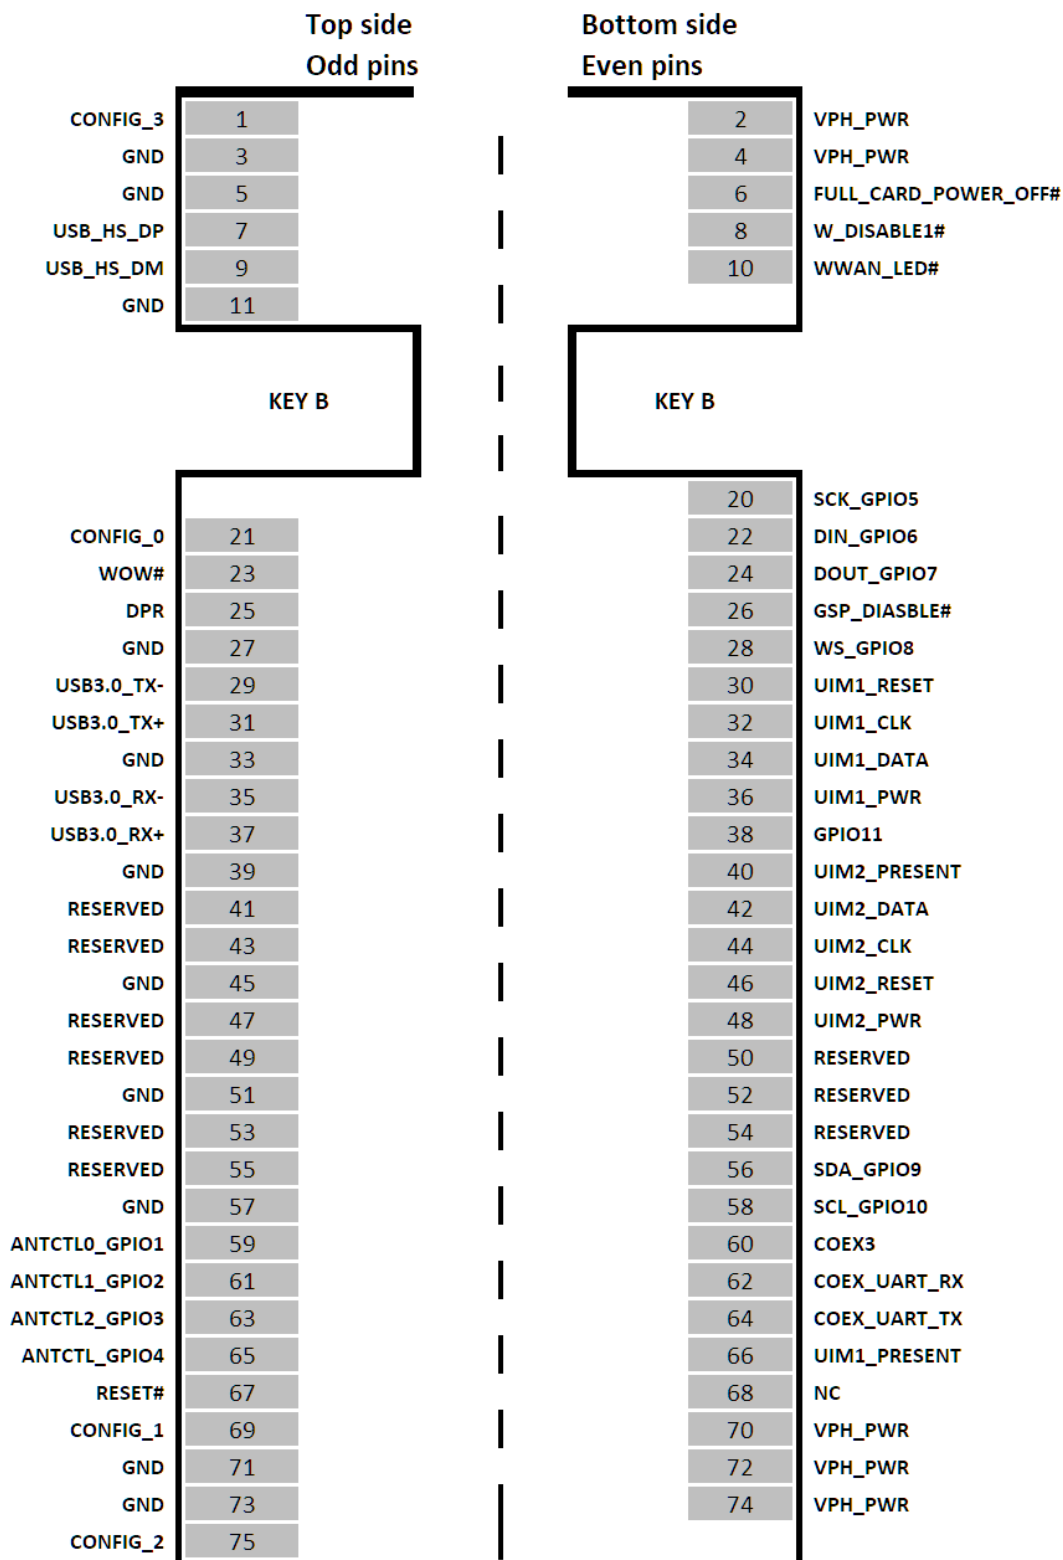 Top side Bottom side
Odd pins Even pins
CONFIG_3 1 2 VPH_PWR
GND 3 4 VPH_PWR
GND 5 6 FULL_CARD_POWER_OFF#
USB_HS_DP 7 8 W_DISABLE1#
USB_HS_DM 9 10 WWAN_LED#
GND 11
KEY B KEY B
20 SCK_GPIO5
CONFIG_0 21 22 DIN_GPIO6
WOW# 23 24 DOUT_GPIO7
DPR 25 26 GSP_DIASBLE#
GND 27 28 WS_GPIO8
USB3.0_TX- 29 30 UIM1_RESET
USB3.0_TX+ 31 32 UIM1_CLK
GND 33 34 UIM1_DATA
USB3.0_RX- 35 36 UIM1_PWR
USB3.0_RX+ 37 38 GPIO11
GND 39 40 UIM2_PRESENT
RESERVED 41 42 UIM2_DATA
RESERVED 43 44 UIM2_CLK
GND 45 46 UIM2_RESET
RESERVED 47 48 UIM2_PWR
RESERVED 49 50 RESERVED
GND 51 52 RESERVED
RESERVED 53 54 RESERVED
RESERVED 55 56 SDA_GPIO9
GND 57 58 SCL_GPIO10
ANTCTL0_GPIO1 59 60 COEX3
ANTCTL1_GPIO2 61 62 COEX_UART_RX
ANTCTL2_GPIO3 63 64 COEX_UART_TX
ANTCTL_GPIO4 65 66 UIM1_PRESENT
RESET# 67 68 NC
CONFIG_1 69 70 VPH_PWR
GND 71 72 VPH_PWR
GND 73 74 VPH_PWR
CONFIG_2 75